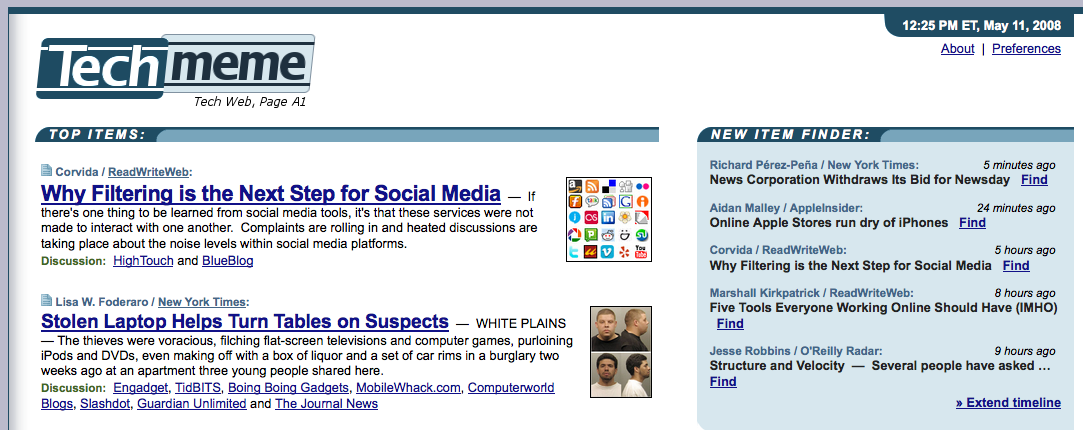 12:25 PM ET, May 11, 2008
About | Preferences
Techmeme
Tech Web, Page A1
TOP ITEMS:
Corvida / ReadWriteWeb:
Why Filtering is the Next Step for Social Media — If
there's one thing to be learned from social media tools, it's that these services were not
made to interact with one another. Complaints are rolling in and heated discussions are
taking place about the noise levels within social media platforms.
Discussion: HighTouch and BlueBlog
Lisa W. Foderaro / New York Times:
Stolen Laptop Helps Turn Tables on Suspects — WHITE PLAINS
— The thieves were voracious, filching flat-screen televisions and computer games, purloining
iPods and DVDs, even making off with a box of liquor and a set of car rims in a burglary two
weeks ago at an apartment three young people shared here.
Discussion: Engadget, TidBITS, Boing Boing Gadgets, MobileWhack.com, Computerworld
Blogs, Slashdot, Guardian Unlimited and The Journal News
NEW ITEM FINDER:
Richard Pérez-Peña / New York Times: 5 minutes ago
News Corporation Withdraws Its Bid for Newsday Find
Aidan Malley / AppleInsider: 24 minutes ago
Online Apple Stores run dry of iPhones Find
Corvida / ReadWriteWeb: 5 hours ago
Why Filtering is the Next Step for Social Media Find
Marshall Kirkpatrick / ReadWriteWeb: 8 hours ago
Five Tools Everyone Working Online Should Have (IMHO)
Find
Jesse Robbins / O'Reilly Radar: 9 hours ago
Structure and Velocity — Several people have asked ...
Find
» Extend timeline